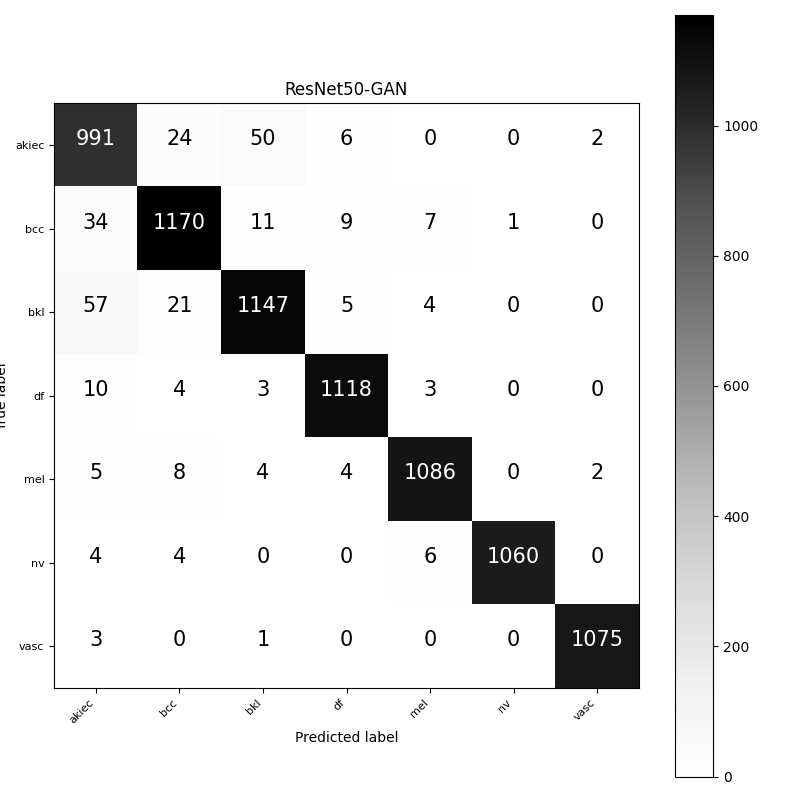 ResNet50-GAN
akiec 991 24 50 6 0 0 2
bcc 34 1170 11 9 7 1 0
bkl 57 21 1147 5 4 0 0
df 10 4 3 1118 3 0 0
mel 5 8 4 4 1086 0 2
nv 4 4 0 0 6 1060 0
vasc 3 0 1 0 0 0 1075
akiec bcc bkl df mel nv vasc
Predicted label
label
1000
800
600
400
200
0